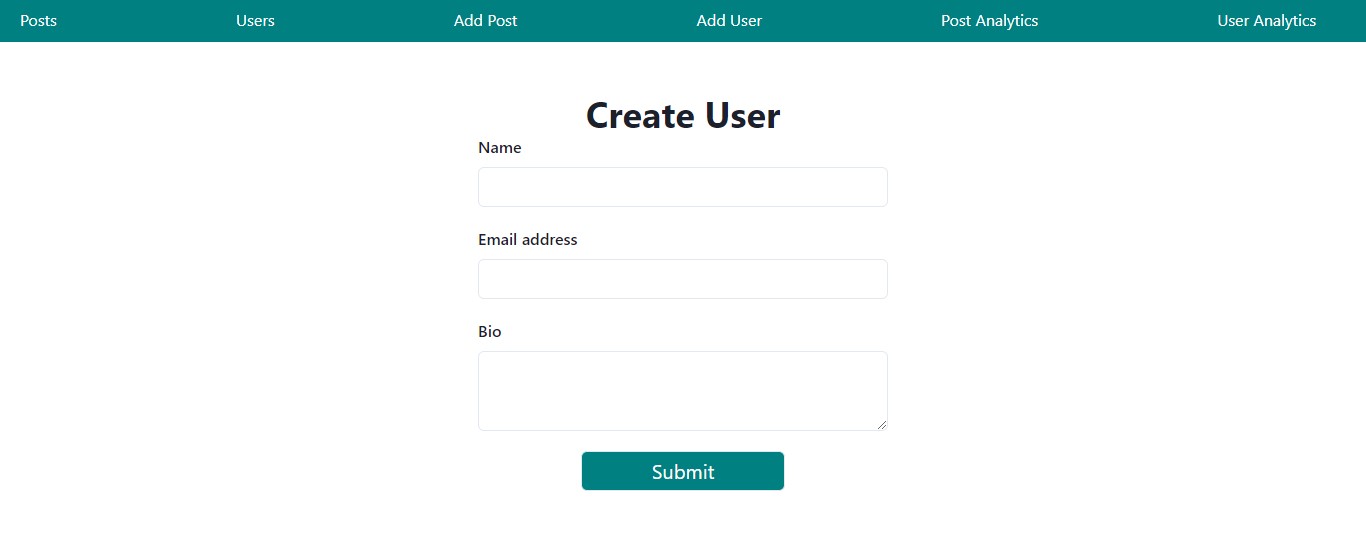 Posts Users Add Post Add User Post Analytics User Analytics
Create User
Name
Email address
Bio
Submit